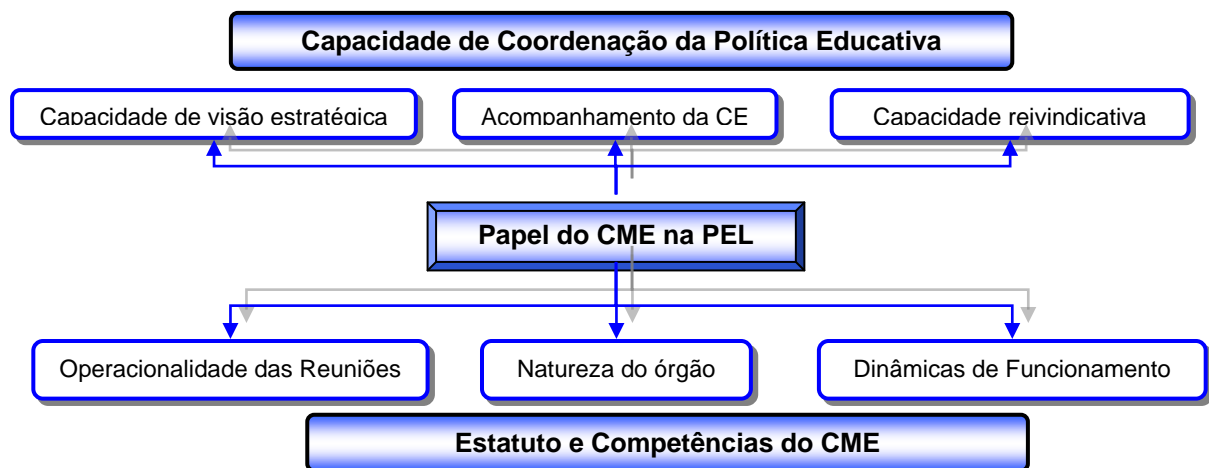 Capacidade de Coordenação da Política Educativa
Capacidade de visão estratégica
Acompanhamento da CE
Capacidade reivindicativa
Papel do CME na PEL
Operacionalidade das Reuniões
Natureza do órgão
Dinâmicas de Funcionamento
Estatuto e Competências do CME